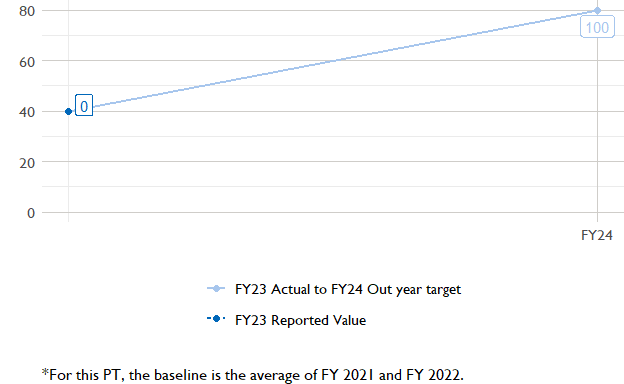 80
100
60
0
40
20
0
FY24
FY23 Actual to FY24 Out year target
FY23 Reported Value
*For this PT, the baseline is the average of FY 2021 and FY 2022.